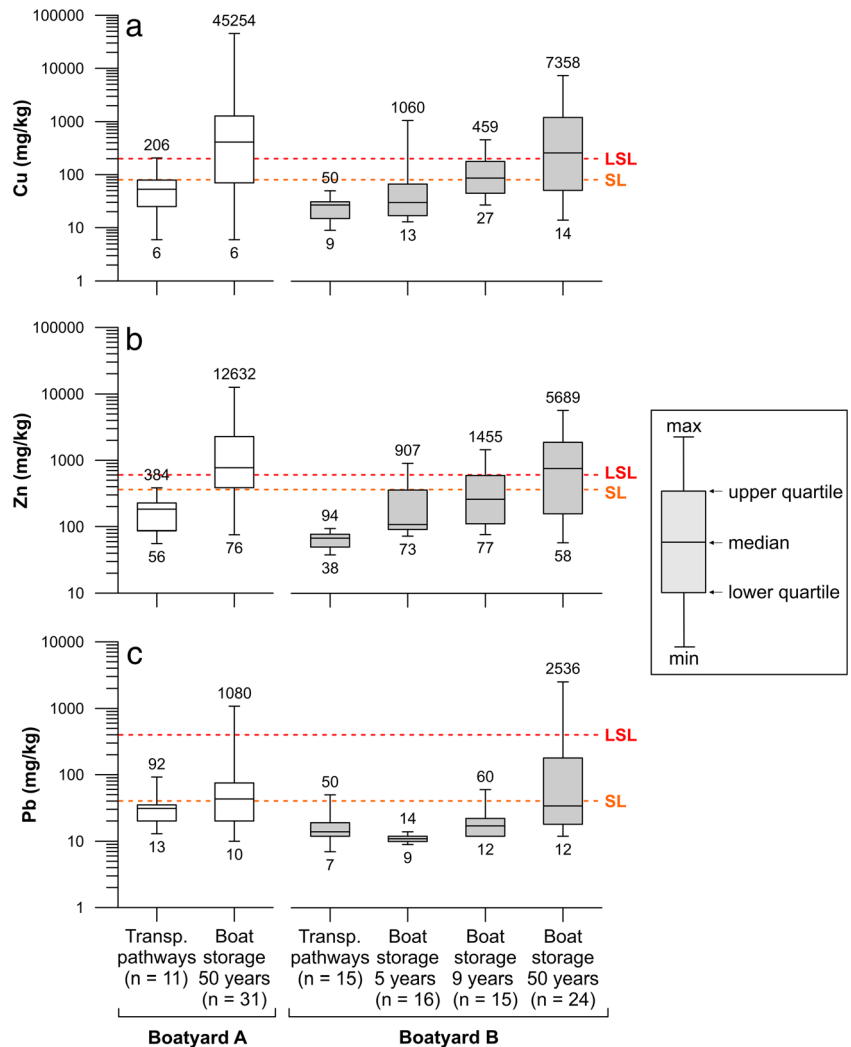 a
Cu (mg/kg)
100000
10000
1000
100
10
1
206
6
45254
6
50
9
1060
13
459
27
7358
14
LSL
SL
b
Zn (mg/kg)
100000
10000
1000
100
10
384
56
12632
76
94
38
907
73
1455
77
5689
58
LSL
SL
max
upper quartile
median
lower quartile
min
c
Pb (mg/kg)
10000
1000
100
10
1
92
13
1080
10
50
7
14
9
60
12
2536
12
LSL
SL
Transp.
pathways
(n = 11)
Boat
storage
50 years
(n = 31)
Transp.
pathways
(n = 15)
Boat
storage
5 years
(n = 16)
Boat
storage
9 years
(n = 15)
Boat
storage
50 years
(n = 24)
Boatyard A
Boatyard B